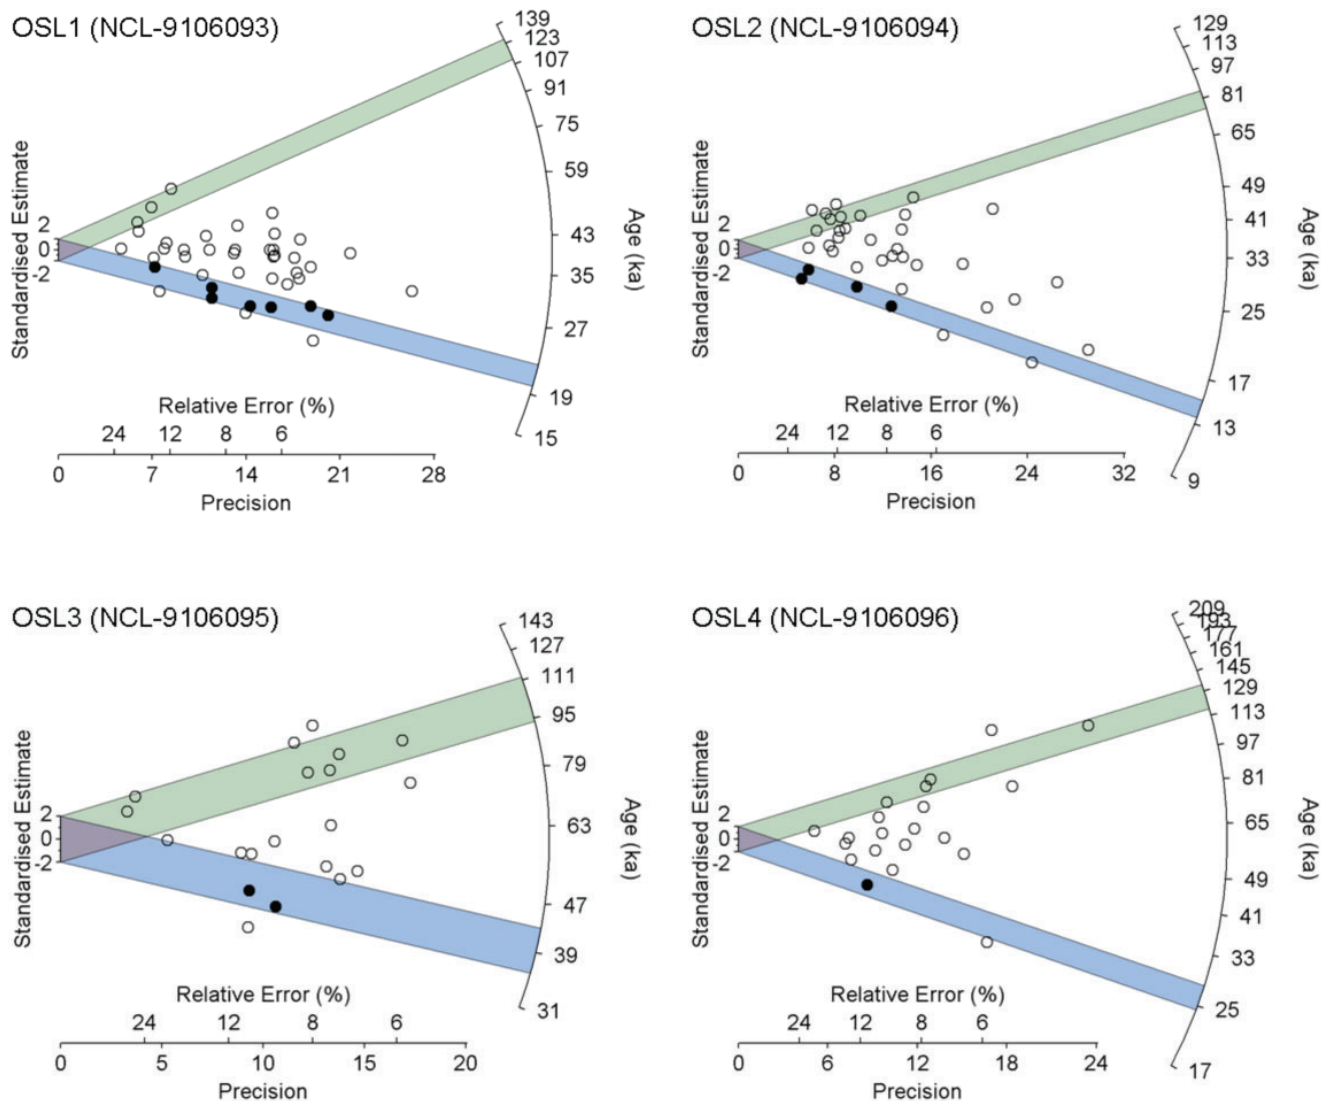 OSL1 (NCL-9106093)
139
123
107
91
75
59
43
35
27
19
15
Age (ka)
Standardised Estimate
2
0
-2
Relative Error (%)
24 12 8 6
0 7 14 21 28
Precision
OSL2 (NCL-9106094)
129
113
97
81
65
49
41
33
25
17
13
9
Age (ka)
Standardised Estimate
2
0
-2
Relative Error (%)
24 12 8 6
0 8 16 24 32
Precision
OSL3 (NCL-9106095)
143
127
111
95
79
63
47
39
31
Age (ka)
Standardised Estimate
2
0
-2
Relative Error (%)
24 12 8 6
0 5 10 15 20
Precision
OSL4 (NCL-9106096)
209
193
177
161
145
129
113
97
81
65
49
41
33
25
17
Age (ka)
Standardised Estimate
2
0
-2
Relative Error (%)
24 12 8 6
0 6 12 18 24
Precision